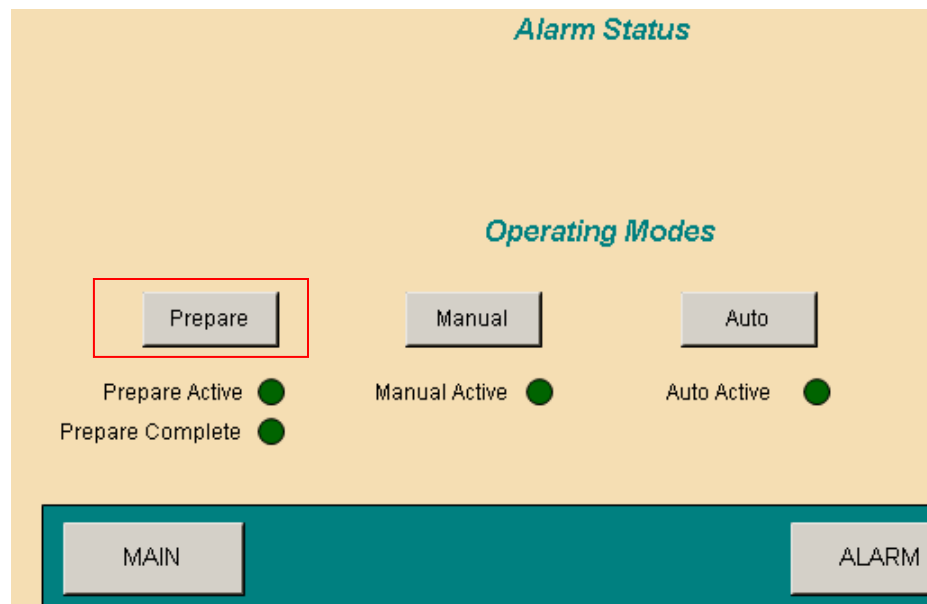 Alarm Status
Operating Modes
Prepare
Manual
Auto
Prepare Active
Manual Active
Auto Active
Prepare Complete
MAIN
ALARM